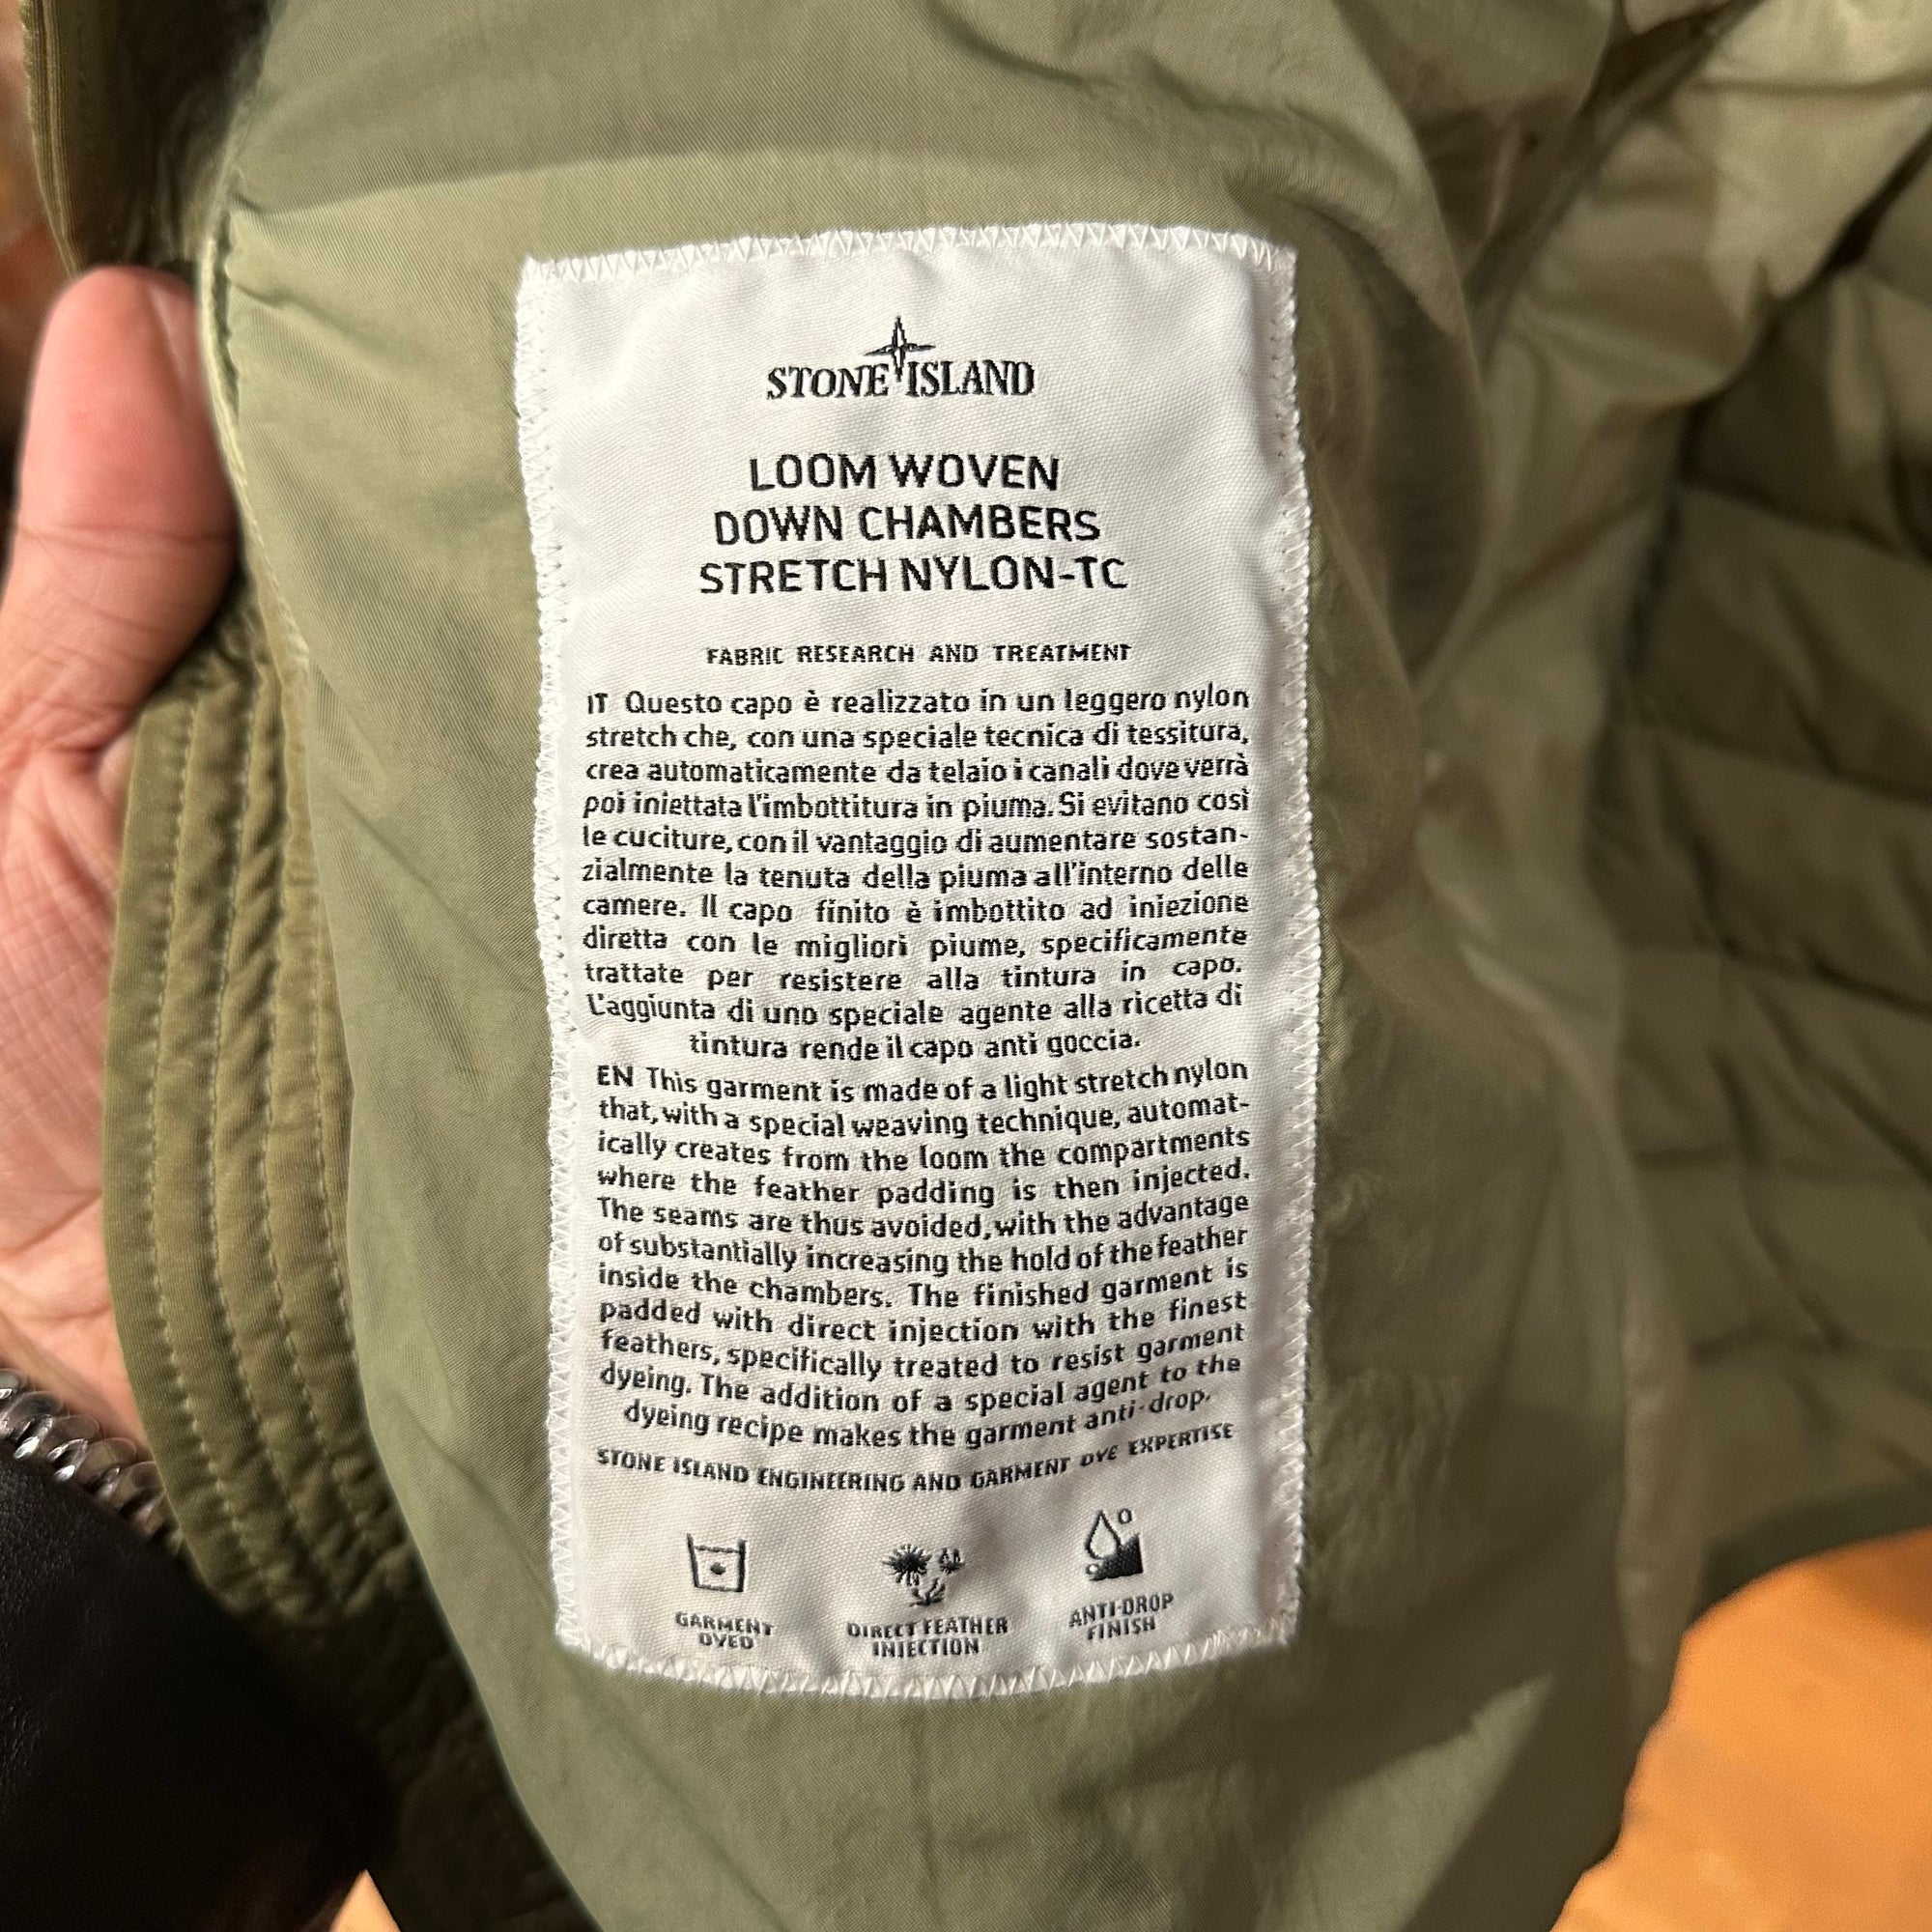 STONE ISLAND
LOOM WOVEN
DOWN CHAMBERS
STRETCH NYLON-TC
FABRIC RESEARCH AND TREATMENT
IT Questo capo è realizzato in un leggero nylon
stretch che, con una speciale tecnica di tessitura,
crea automaticamente da telaio i canali dove verrà
poi iniettata l'imbottitura in piuma. Si evitano così
le cuciture, con il vantaggio di aumentare sostan-
zialmente la tenuta della piuma all'interno delle
camere. Il capo finito è imbottito ad iniezione
diretta con le migliori piume, specificamente
trattate per resistere alla tintura in capo.
L'aggiunta di uno speciale agente alla ricetta di
tintura rende il capo anti goccia.
EN This garment is made of a light stretch nylon
that, with a special weaving technique, automat-
ically creates from the loom the compartments
where the feather padding is then injected.
The seams are thus avoided, with the advantage
of substantially increasing the hold of the feather
inside the chambers. The finished garment is
padded with direct injection with the finest
feathers, specifically treated to resist garment
dyeing. The addition of a special agent to the
dyeing recipe makes the garment anti-drop.
STONE ISLAND ENGINEERING AND GARMENT DYE EXPERTISE
GARMENT
DYED
DIRECT FEATHER
INJECTION
ANTI-DROP
FINISH